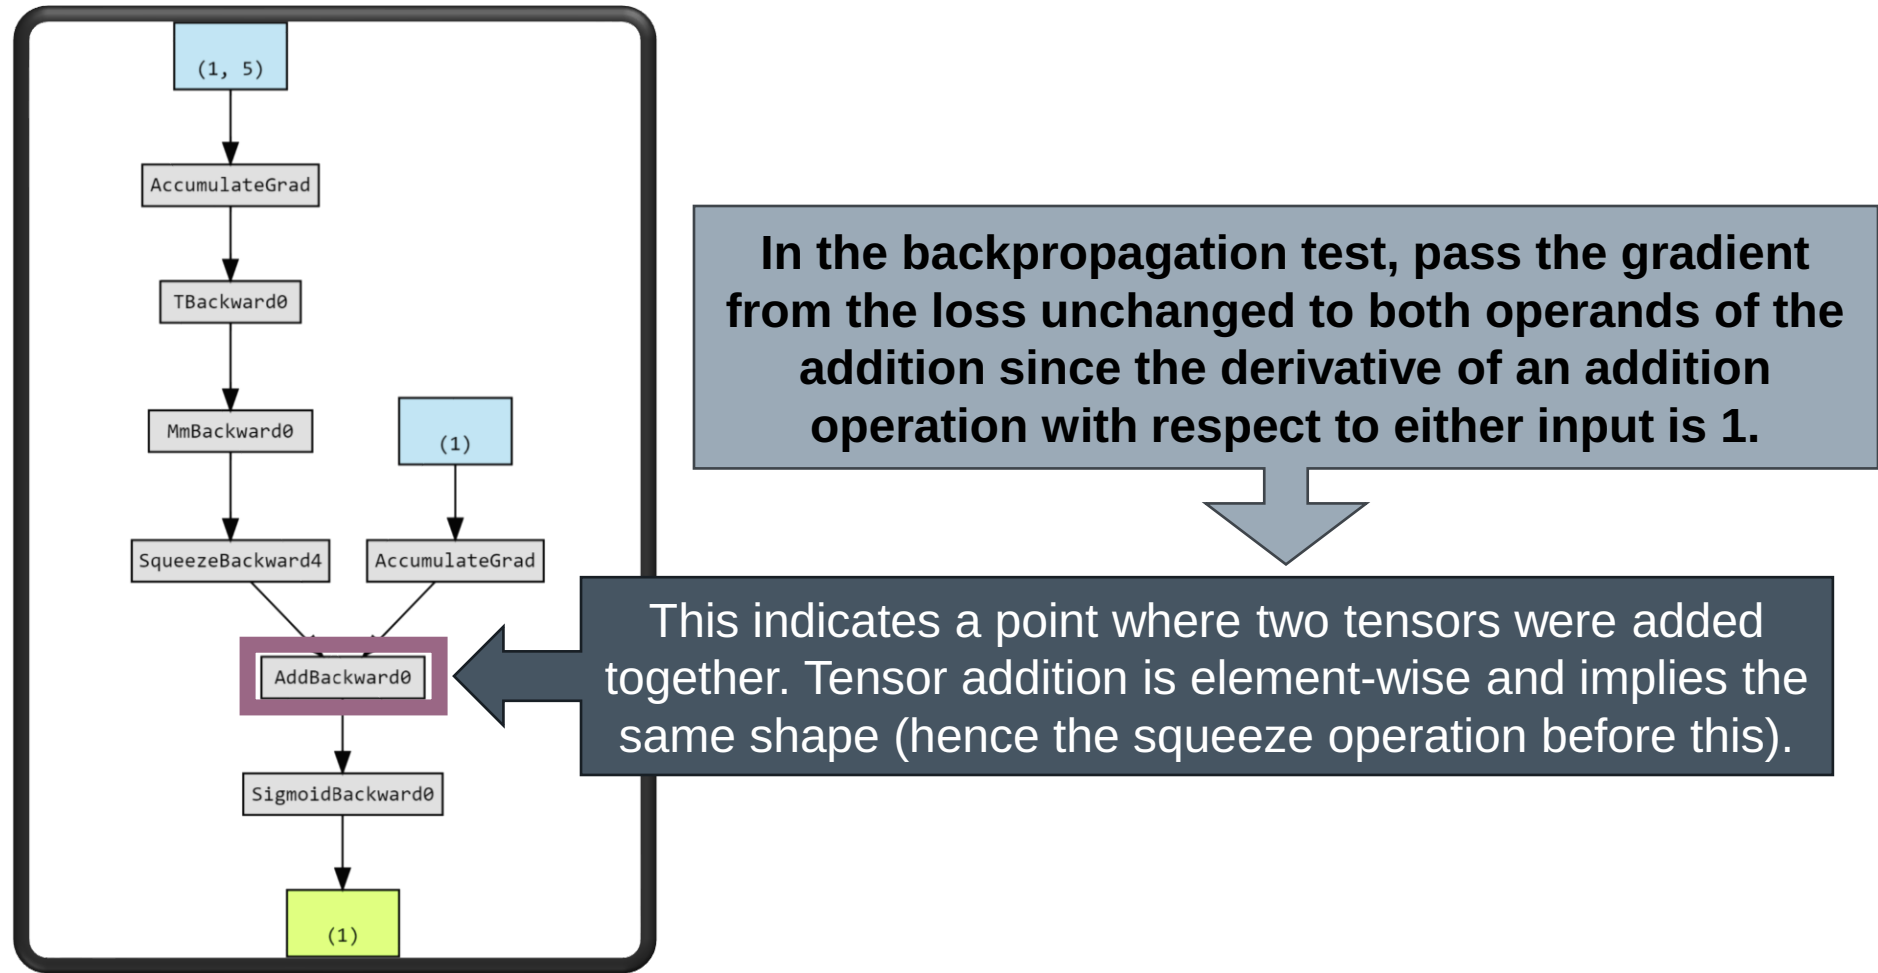 (1, 5)
AccumulateGrad
TBackward0
MmBackward0
(1)
SqueezeBackward4
AccumulateGrad
AddBackward0
SigmoidBackward0
(1)
In the backpropagation test, pass the gradient
from the loss unchanged to both operands of the
addition since the derivative of an addition
operation with respect to either input is 1.
This indicates a point where two tensors were added
together. Tensor addition is element-wise and implies the
same shape (hence the squeeze operation before this).